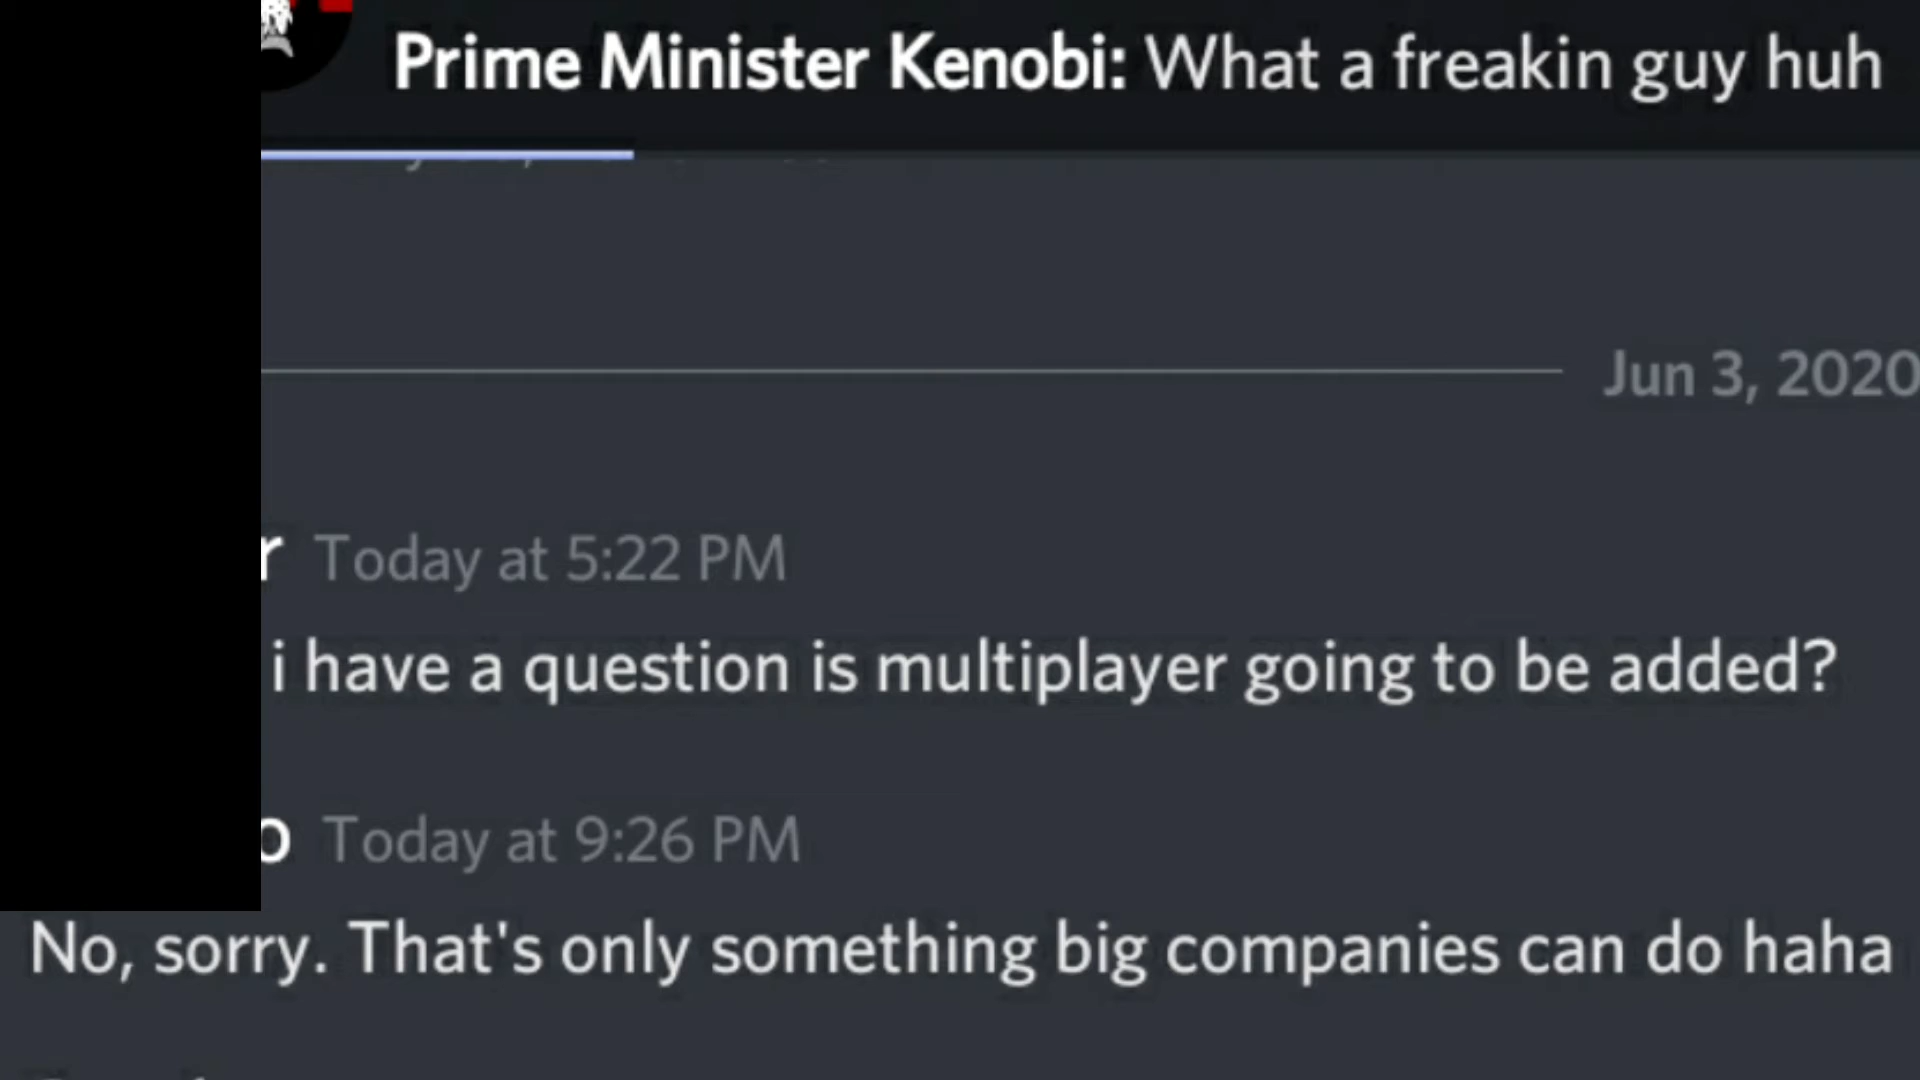 Prime Minister Kenobi: What a freakin guy huh
Jun 3, 2020
r Today at 5:22 PM
i have a question is multiplayer going to be added?
o Today at 9:26 PM
No, sorry. That's only something big companies can do haha